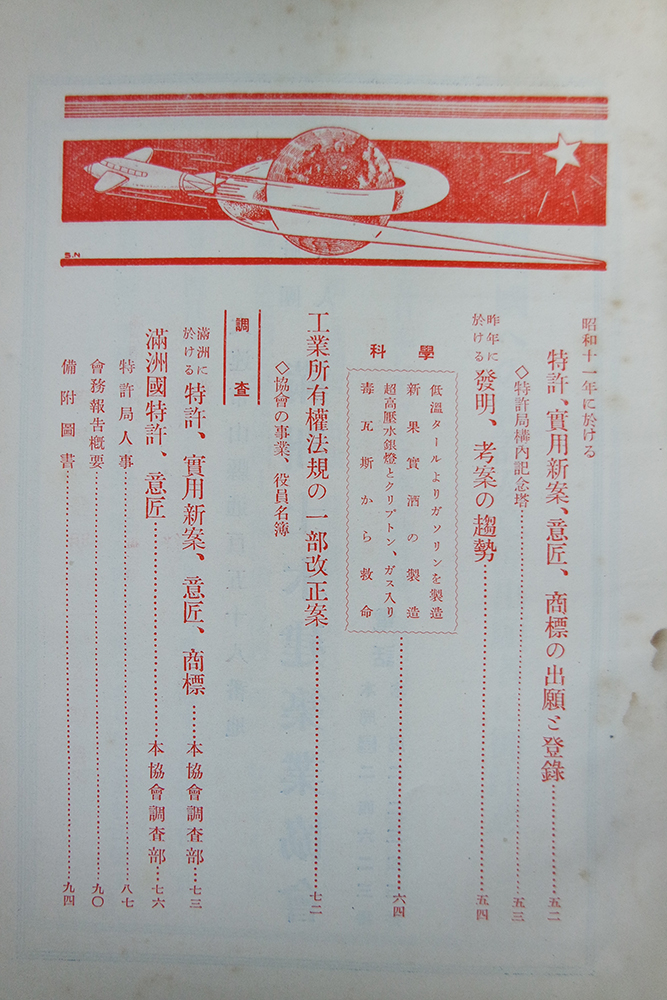 S.N
昭和十一年に於ける
特許、實用新案、意匠、商標の出願と登錄……五二
◇特許局構內記念塔……五三
昨年に於ける
發明、考案の趨勢……五四
科學
低溫タールよりガソリンを製造
新果實酒の製造
超高壓水銀燈とクリプトン、ガス入り
毒瓦斯から救命
……六四
工業所有權法規の一部改正案……七二
◇協會の事業、役員名簿
調查
滿洲に於ける
特許、實用新案、意匠、商標……本協會調查部…七三
滿洲國特許、意匠……本協會調查部…七六
特許局人事……八七
會務報告槪要……九〇
備附圖書……九四